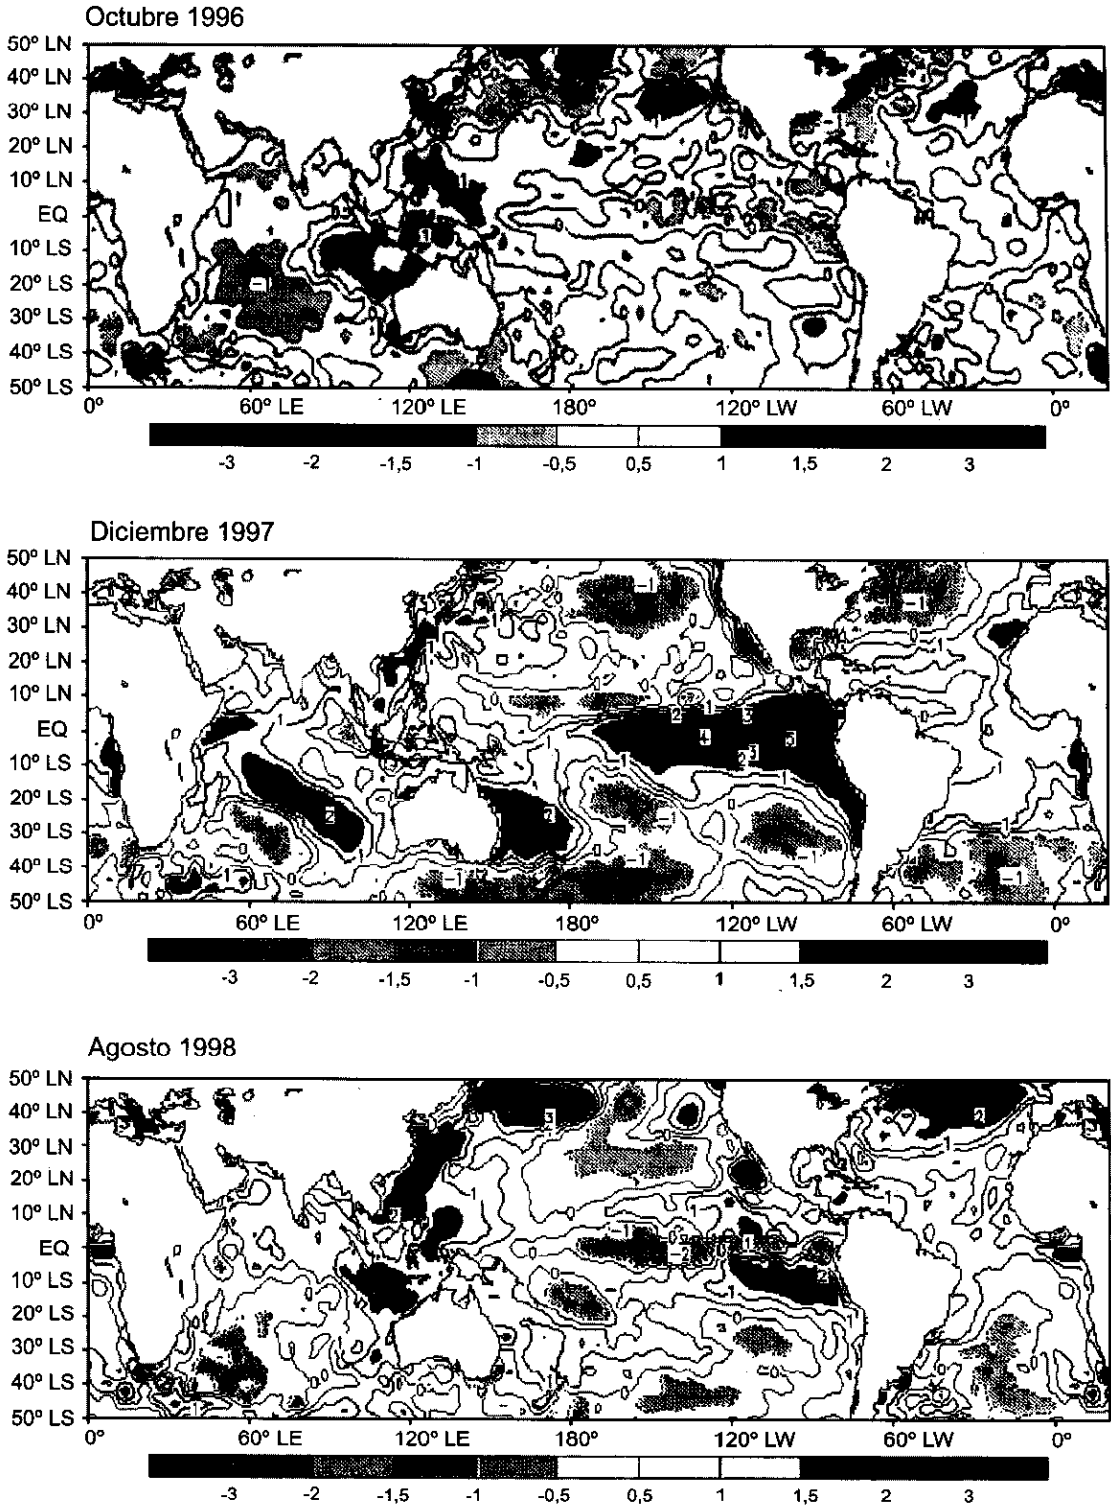 Octubre 1996
50º LN
40º LN
30º LN
20º LN
10º LN
EQ
10º LS
20º LS
30º LS
40º LS
50º LS
0º 60º LE 120º LE 180º 120º LW 60º LW 0º
-3 -2 -1,5 -1 -0,5 0,5 1 1,5 2 3
Diciembre 1997
50º LN
40º LN
30º LN
20º LN
10º LN
EQ
10º LS
20º LS
30º LS
40º LS
50º LS
0º 60º LE 120º LE 180º 120º LW 60º LW 0º
-3 -2 -1,5 -1 -0,5 0,5 1 1,5 2 3
Agosto 1998
50º LN
40º LN
30º LN
20º LN
10º LN
EQ
10º LS
20º LS
30º LS
40º LS
50º LS
0º 60º LE 120º LE 180º 120º LW 60º LW 0º
-3 -2 -1,5 -1 -0,5 0,5 1 1,5 2 3